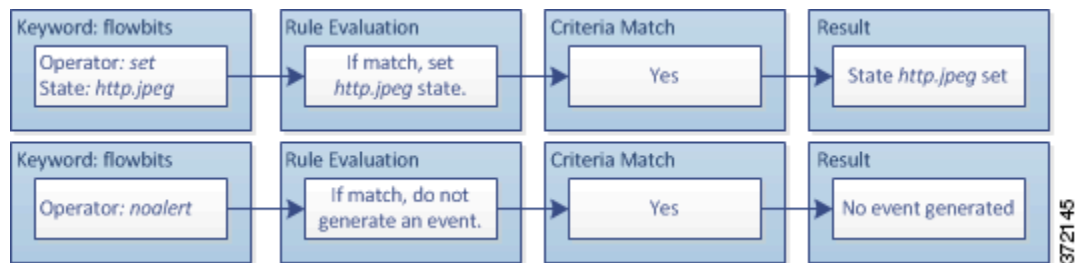 Keyword: flowbits
Operator: set
State: http.jpeg
Rule Evaluation
If match, set
http.jpeg state.
Criteria Match
Yes
Result
State http.jpeg set
Keyword: flowbits
Operator: noalert
Rule Evaluation
If match, do not
generate an event.
Criteria Match
Yes
Result
No event generated
372145